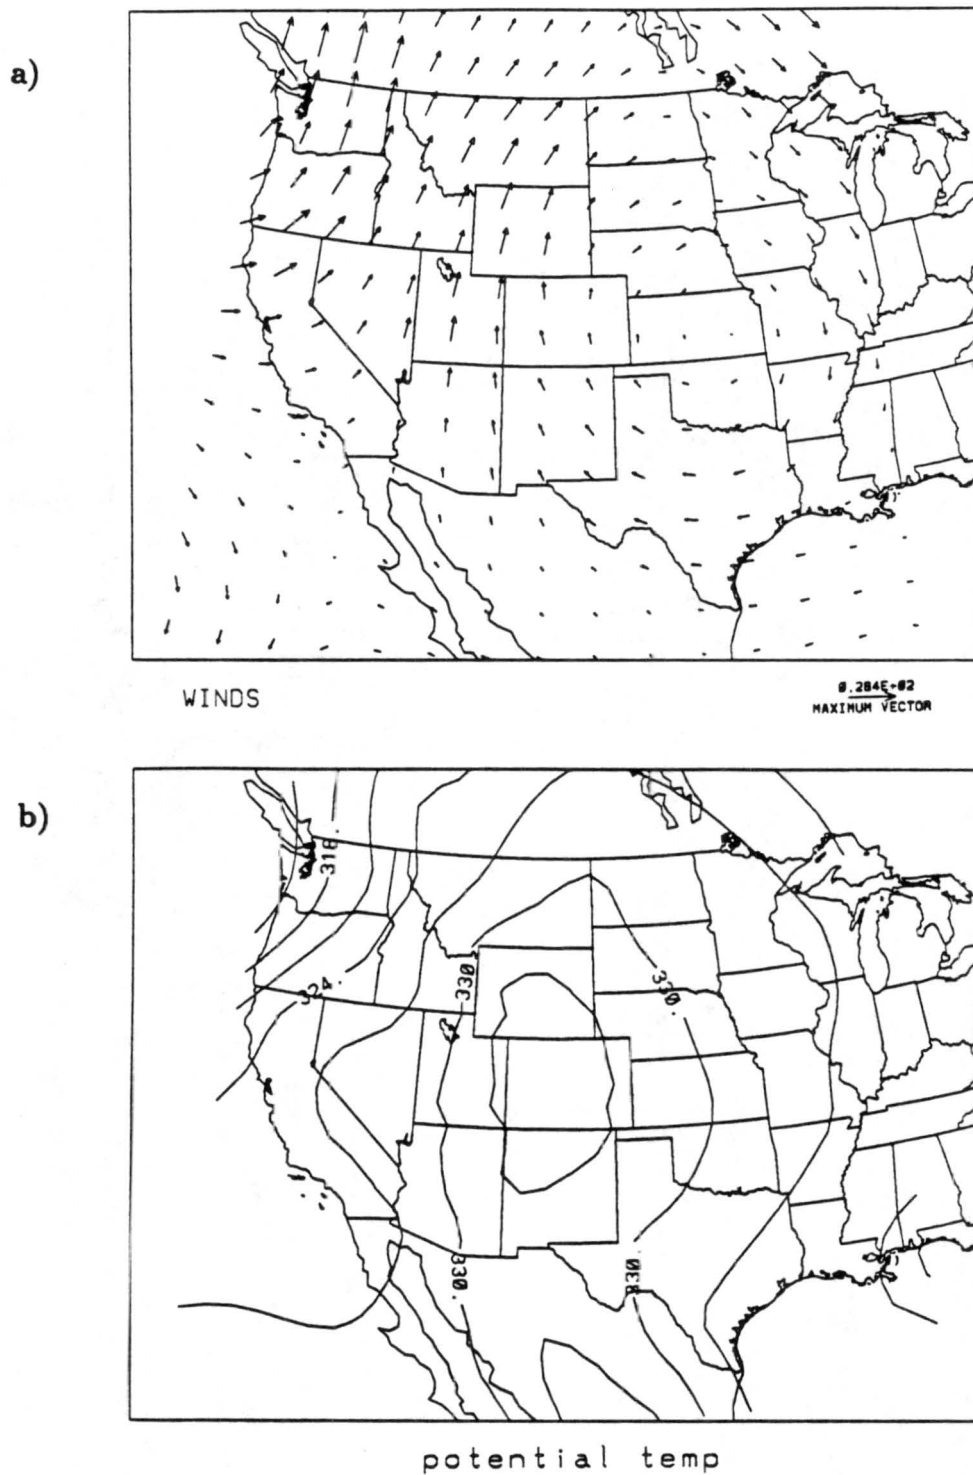 a)
WINDS
0.284E+02
MAXIMUM VECTOR
b)
318.
324.
330.
330.
330.
330.
potential temp